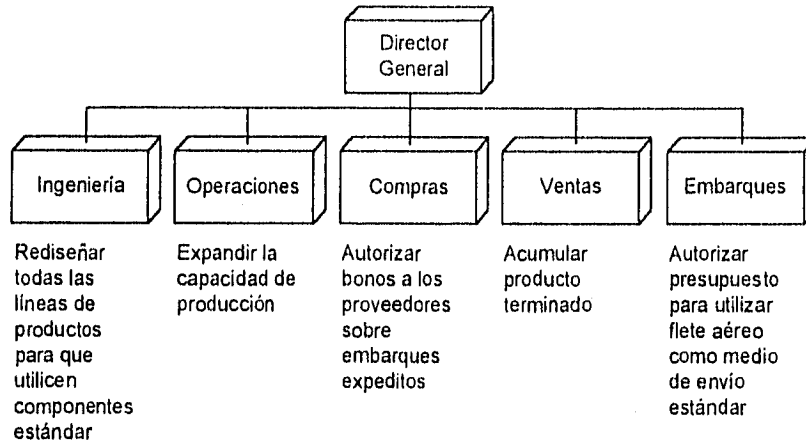 Director
General
Ingeniería
Operaciones
Compras
Ventas
Embarques
Rediseñar
todas las
líneas de
productos
para que
utilicen
componentes
estándar
Expandir la
capacidad de
producción
Autorizar
bonos a los
proveedores
sobre
embarques
expeditos
Acumular
producto
terminado
Autorizar
presupuesto
para utilizar
flete aéreo
como medio
de envío
estándar